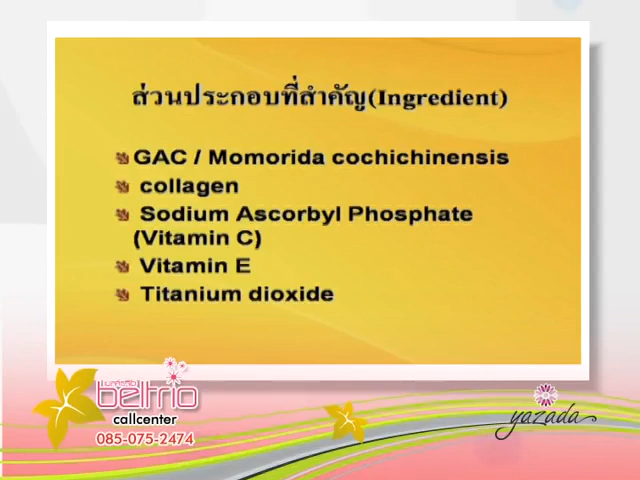 ส่วนประกอบที่สำคัญ(Ingredient)
GAC / Momorida cochichinensis
collagen
Sodium Ascorbyl Phosphate
(Vitamin C)
Vitamin E
Titanium dioxide
beltrio
callcenter
085-075-2474
yazada